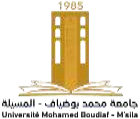 1985
جامعة محمد بوضياف - المسيلة
Université Mohamed Boudiaf - M'sila